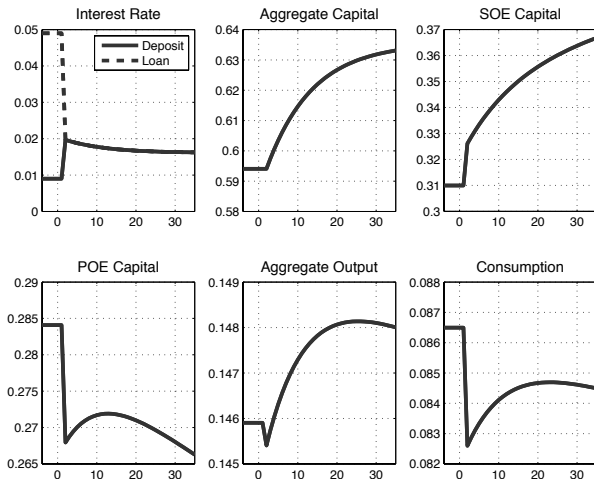 Interest Rate
0.05
0.04
0.03
0.02
0.01
0
0 10 20 30
Deposit
Loan
Aggregate Capital
0.64
0.63
0.62
0.61
0.6
0.59
0.58
0 10 20 30
SOE Capital
0.37
0.36
0.35
0.34
0.33
0.32
0.31
0.3
0 10 20 30
POE Capital
0.29
0.285
0.28
0.275
0.27
0.265
0 10 20 30
Aggregate Output
0.149
0.148
0.147
0.146
0.145
0 10 20 30
Consumption
0.088
0.087
0.086
0.085
0.084
0.083
0.082
0 10 20 30